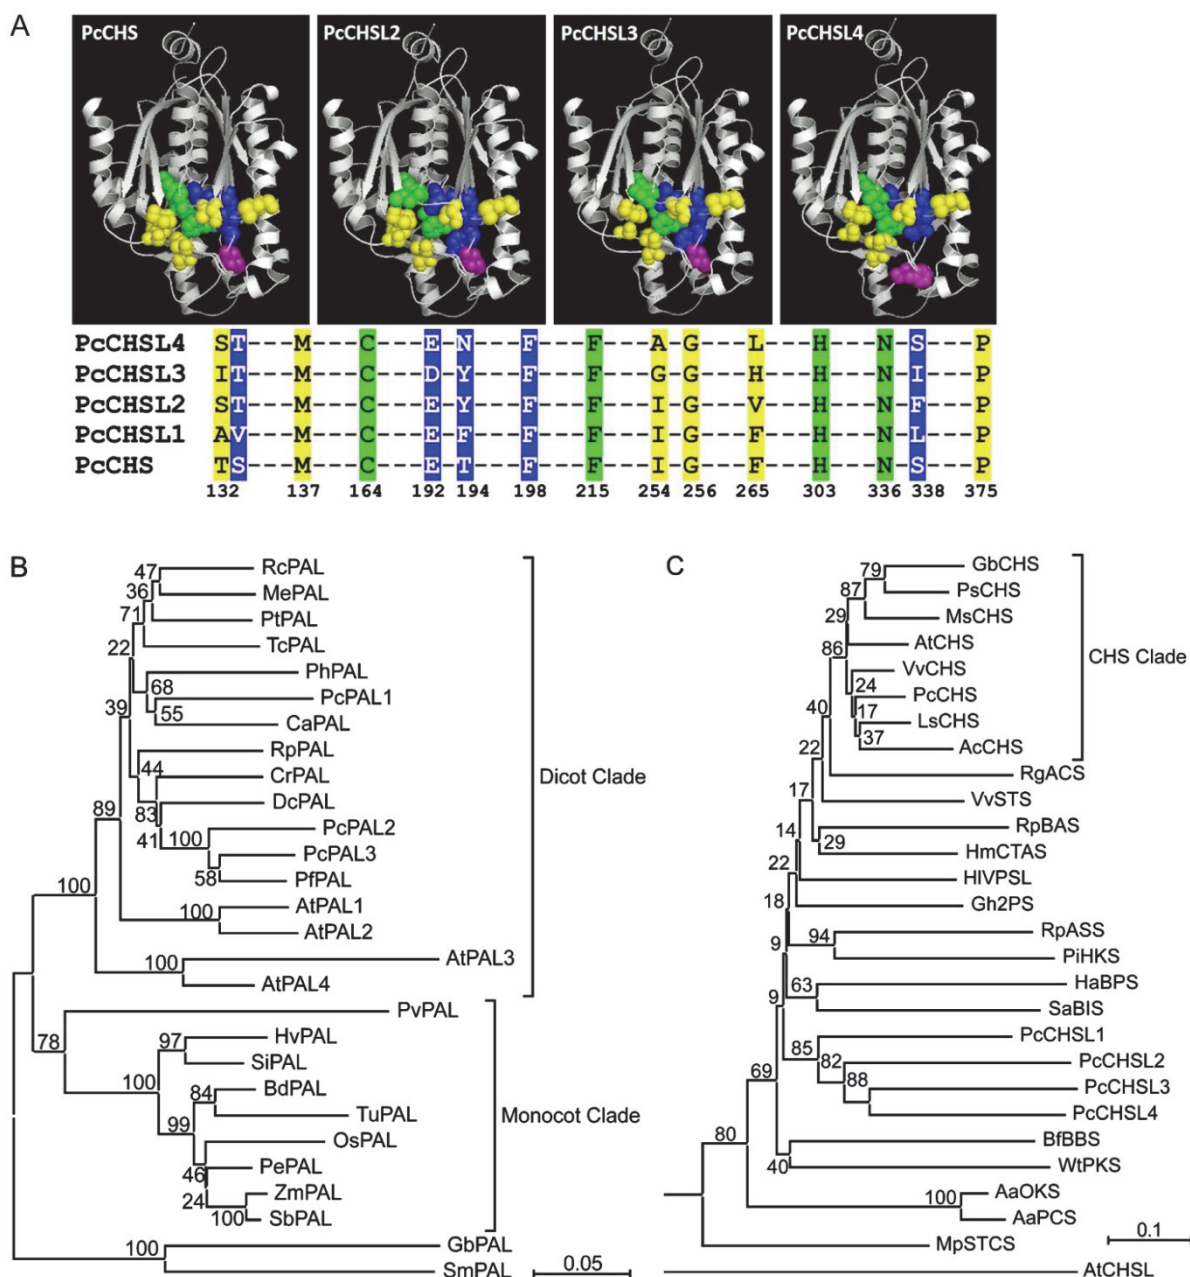 A
PcCHS
PcCHSL2
PcCHSL3
PcCHSL4
PcCHSL4 ST--M--C--E-N--F--F--A-G--L--H--N-S--P
PcCHSL3 IT--M--C--D-Y--F--F--G-G--H--H--N-I--P
PcCHSL2 ST--M--C--E-Y--F--F--I-G--V--H--N-F--P
PcCHSL1 AV--M--C--E-F--F--F--I-G--F--H--N-L--P
PcCHS TS--M--C--E-T--F--F--I-G--F--H--N-S--P
132 137 164 192 194 198 215 254 256 265 303 336 338 375
B
47 RcPAL
36 MePAL
71 PtPAL
TcPAL
22
PhPAL
68 PcPAL1
55 CaPAL
39
RpPAL
44 CrPAL
83 DcPAL
41 100 PcPAL2
PcPAL3
58 PfPAL
89
100 AtPAL1
AtPAL2
100
100 AtPAL3
AtPAL4
Dicot Clade
PvPAL
78
97 HvPAL
SiPAL
100
84 BdPAL
TuPAL
99
OsPAL
46 PePAL
24 ZmPAL
100 SbPAL
Monocot Clade
100 GbPAL
SmPAL
0.05
C
79 GbCHS
87 PsCHS
29 MsCHS
AtCHS
86
VvCHS
24 PcCHS
17 LsCHS
37 AcCHS
CHS Clade
40
RgACS
22
VvSTS
17
RpBAS
29 HmCTAS
14
HlVPSL
22
Gh2PS
18
94 RpASS
PiHKS
9
63 HaBPS
SaBIS
9
85 PcCHSL1
82 PcCHSL2
88 PcCHSL3
PcCHSL4
69
BfBBS
40 WtPKS
80
100 AaOKS
AaPCS
MpSTCS
0.1
AtCHSL